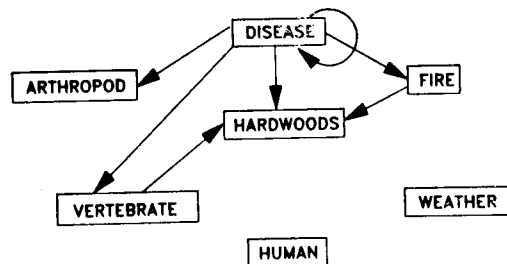 DISEASE
ARTHROPOD
FIRE
HARDWOODS
VERTEBRATE
WEATHER
HUMAN